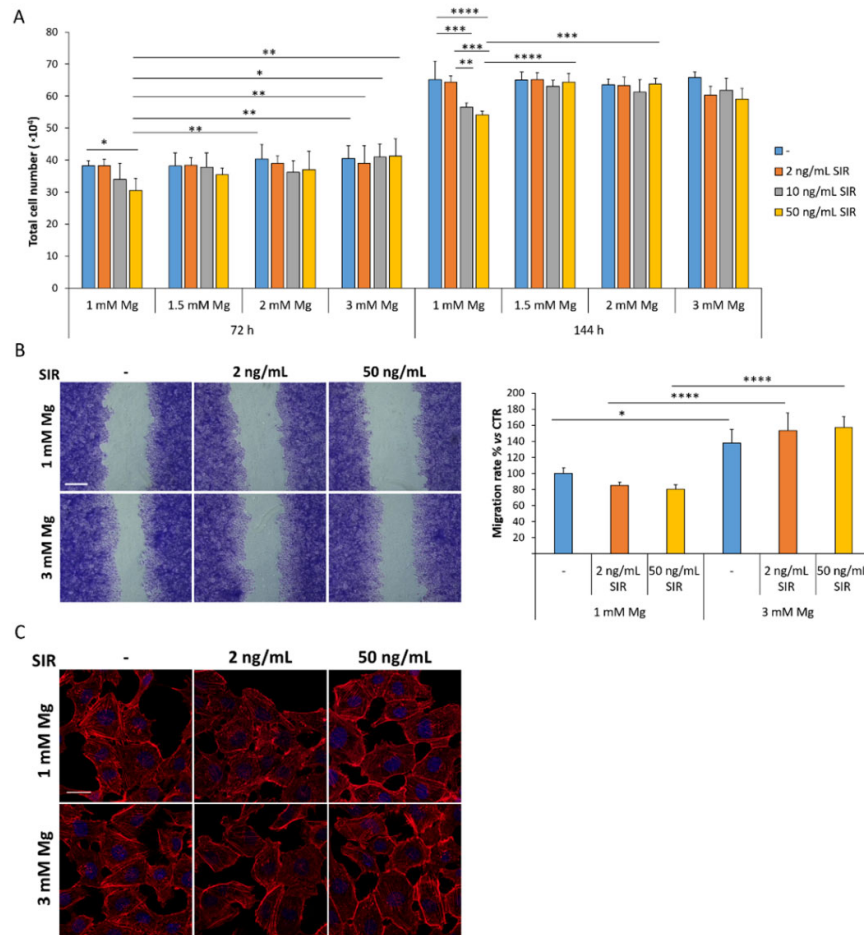 A
**
*
**
**
**
*
****
***
***
**
***
****
Total cell number ( ·10⁴)
80
70
60
50
40
30
20
10
0
1 mM Mg
1.5 mM Mg
2 mM Mg
3 mM Mg
1 mM Mg
1.5 mM Mg
2 mM Mg
3 mM Mg
72 h
144 h
-
2 ng/mL SIR
10 ng/mL SIR
50 ng/mL SIR
B
SIR
-
2 ng/mL
50 ng/mL
1 mM Mg
3 mM Mg
Migration rate % vs CTR
200
180
160
140
120
100
80
60
40
20
****
****
*
-
2 ng/mL SIR
50 ng/mL SIR
-
2 ng/mL SIR
50 ng/mL SIR
1 mM Mg
3 mM Mg
C
SIR
-
2 ng/mL
50 ng/mL
1 mM Mg
3 mM Mg